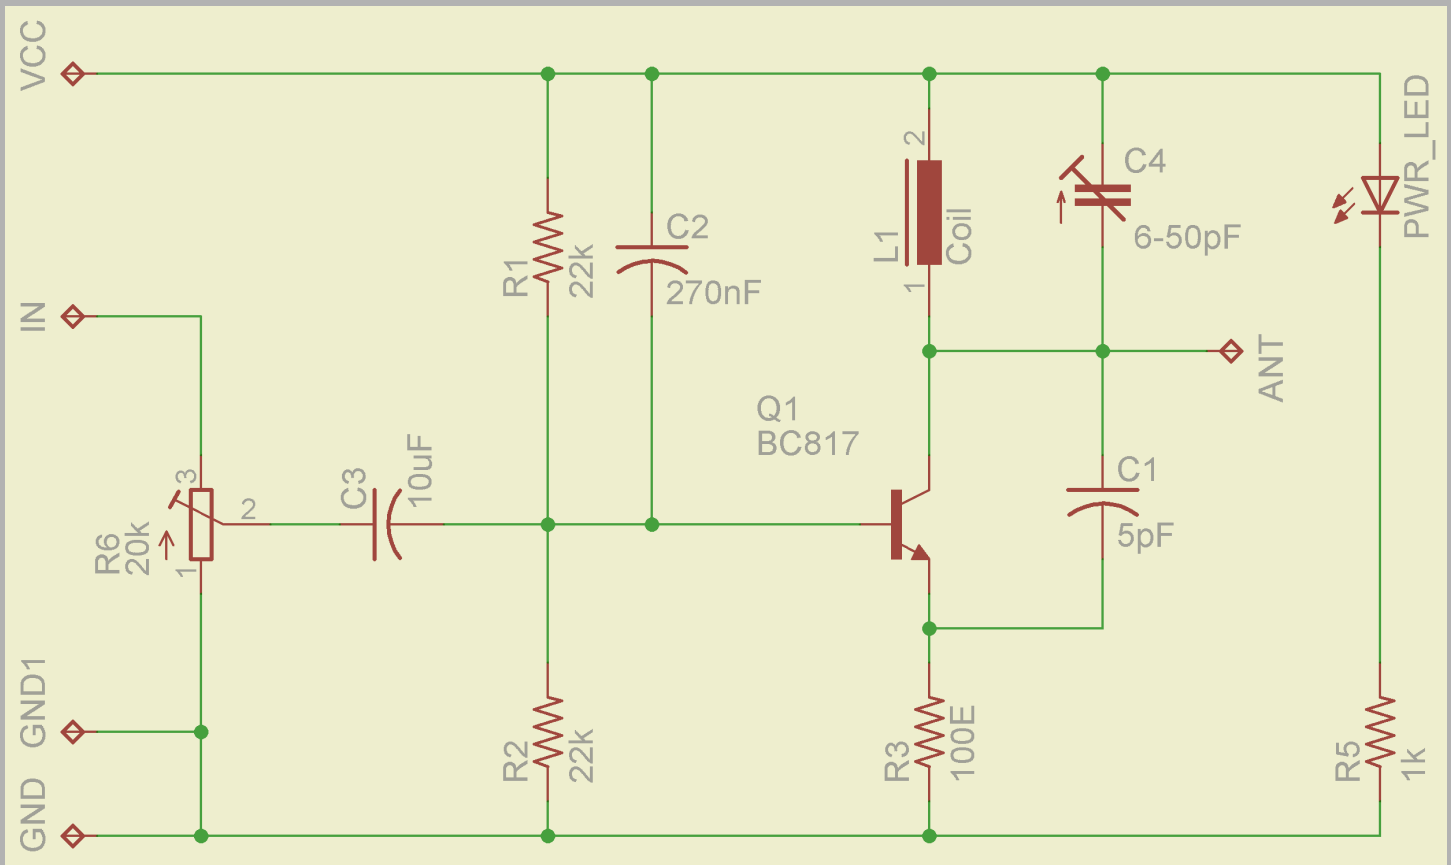 VCC
IN
GND1
GND
R6
20k
3
2
1
C3
10uF
R1
22k
C2
270nF
R2
22k
Q1
BC817
L1
Coil
2
1
C4
6-50pF
ANT
C1
5pF
R3
100E
PWR_LED
R5
1k